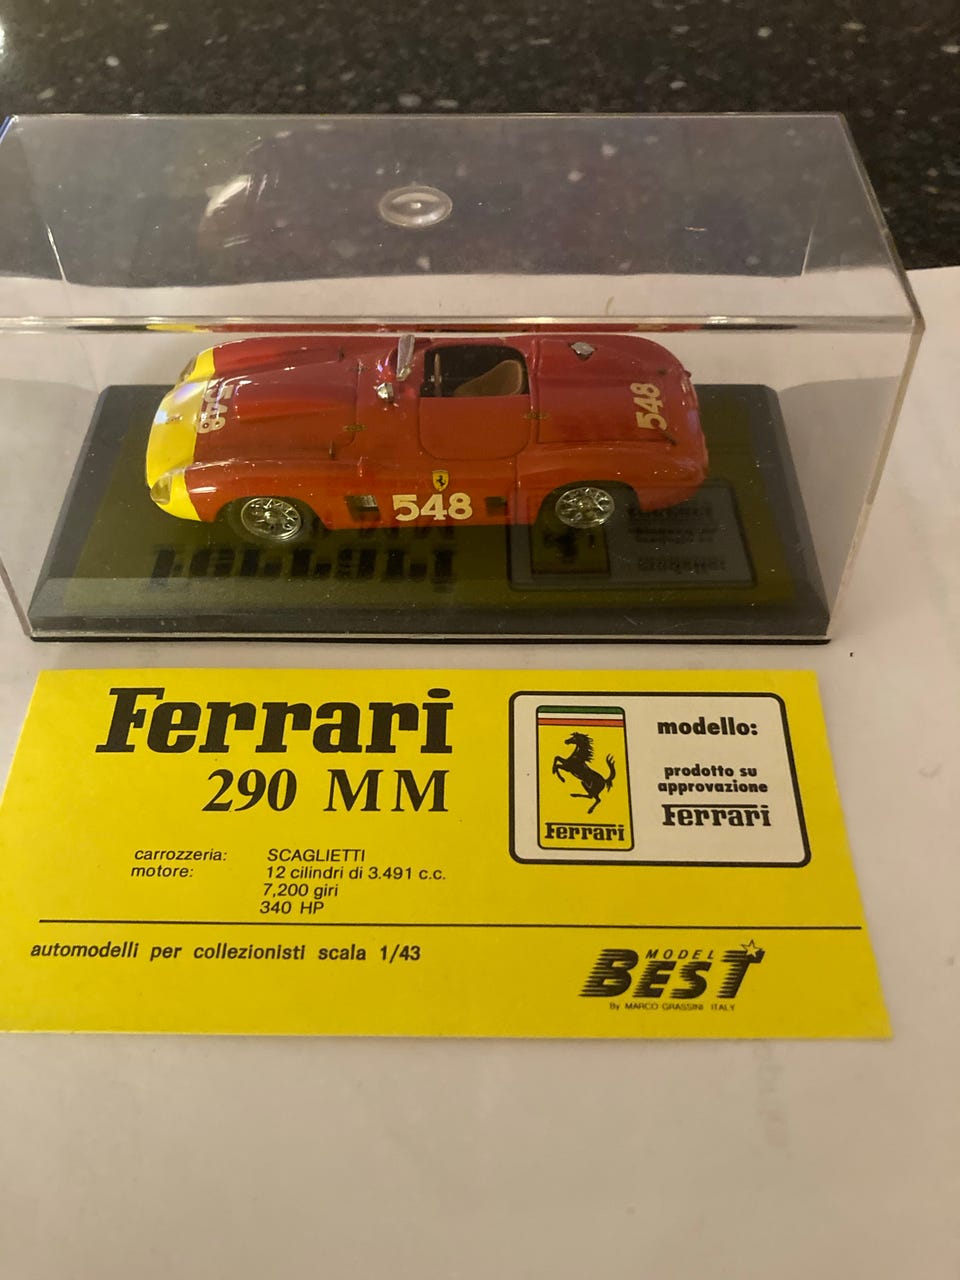 548
548
548
Ferrari
290 MM
modello:
prodotto su
approvazione
Ferrari
Ferrari
carrozzeria: SCAGLIETTI
motore: 12 cilindri di 3.491 c.c.
7,200 giri
340 HP
automodelli per collezionisti scala 1/43
MODEL
BEST
By MARCO GRASSINI ITALY